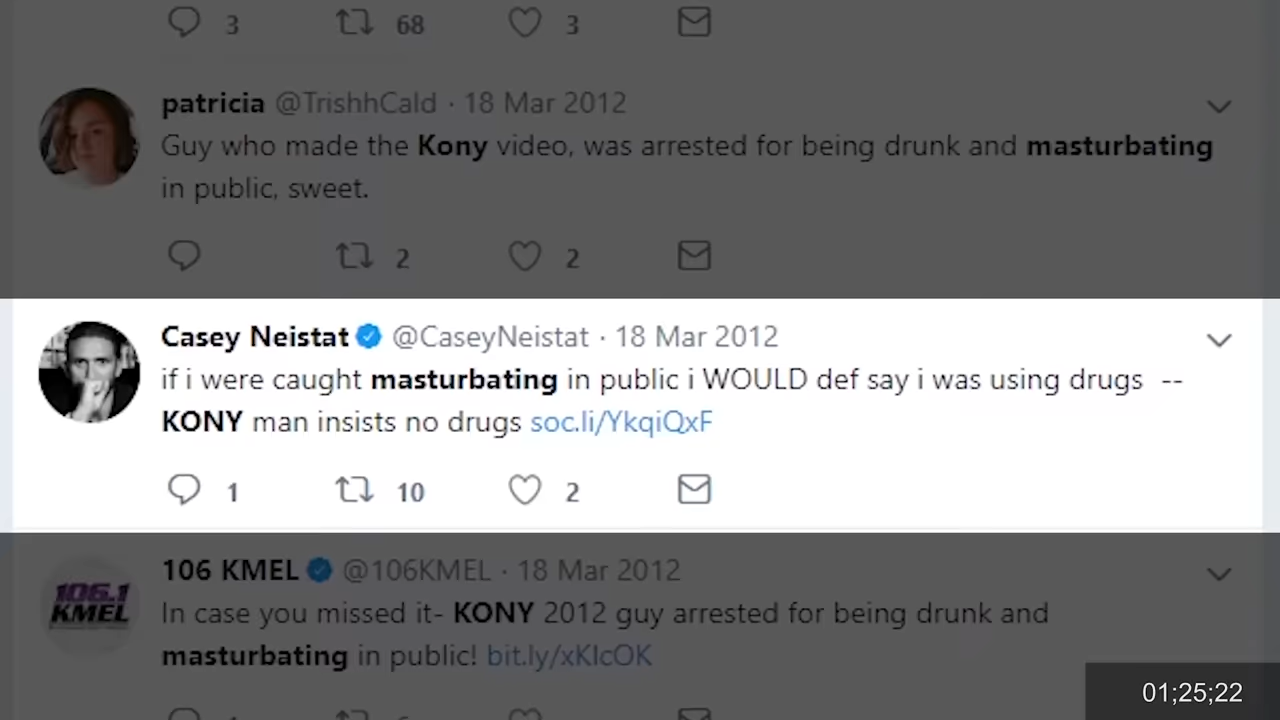 3 68 3
patricia @TrishhCald · 18 Mar 2012
Guy who made the Kony video, was arrested for being drunk and masturbating
in public, sweet.
2 2
Casey Neistat @CaseyNeistat · 18 Mar 2012
if i were caught masturbating in public i WOULD def say i was using drugs --
KONY man insists no drugs soc.li/YkqiQxF
1 10 2
106 KMEL @106KMEL · 18 Mar 2012
106.1
KMEL
In case you missed it- KONY 2012 guy arrested for being drunk and
masturbating in public! bit.ly/xKIcOK
01;25;22